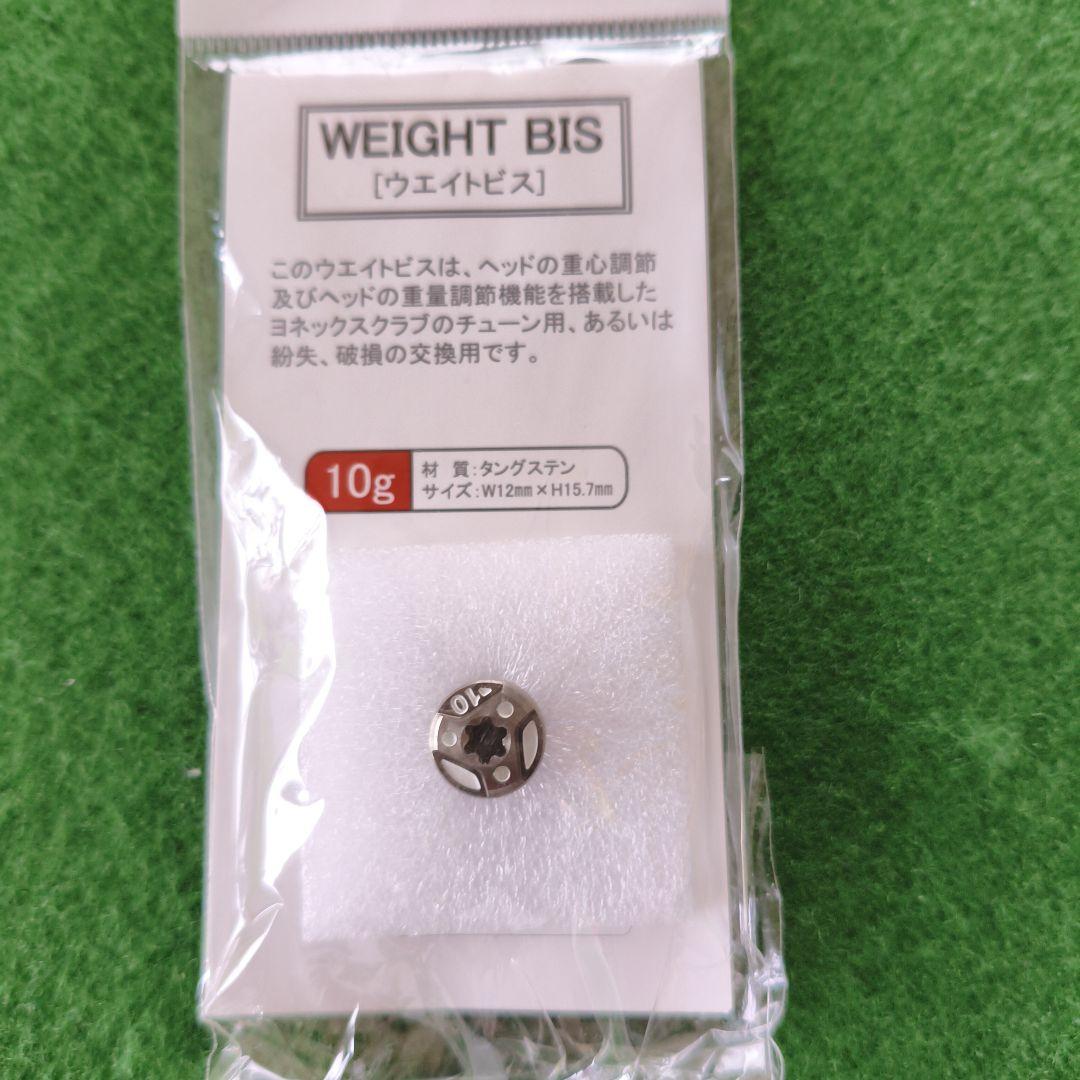 WEIGHT BIS
[ウエイトビス]
このウエイトビスは、ヘッドの重心調節
及びヘッドの重量調節機能を搭載した
ヨネックスクラブのチューン用、あるいは
紛失、破損の交換用です。
10g
材 質：タングステン
サイズ：W12㎜×H15.7㎜
10